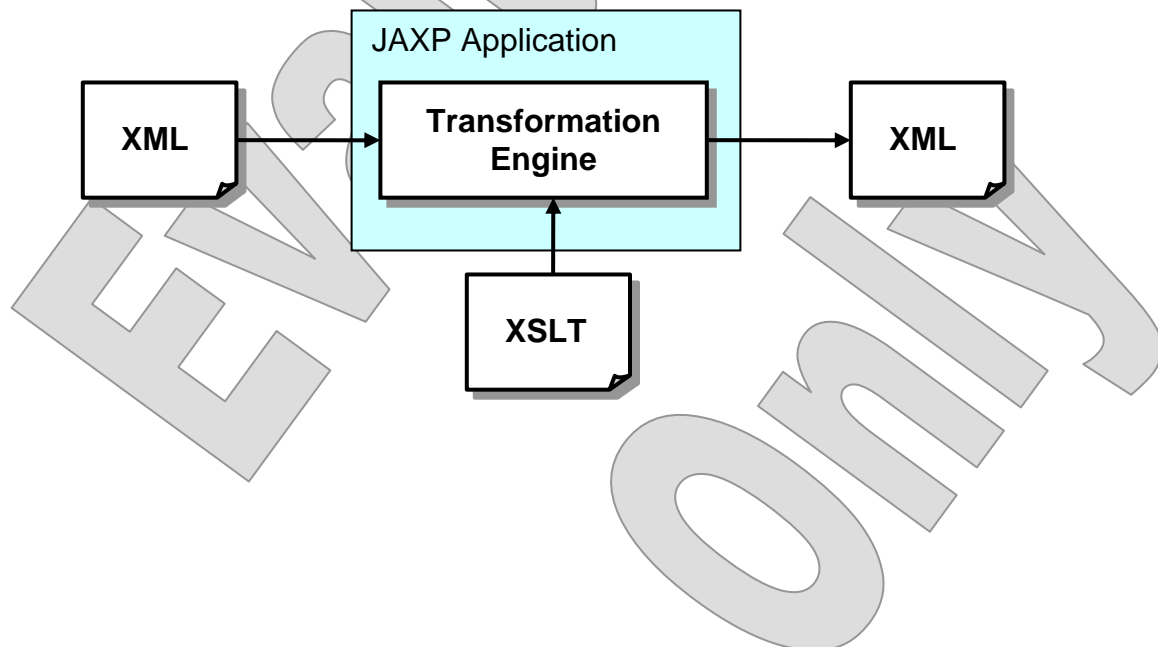 JAXP Application
XML
Transformation
Engine
XML
XSLT
Only